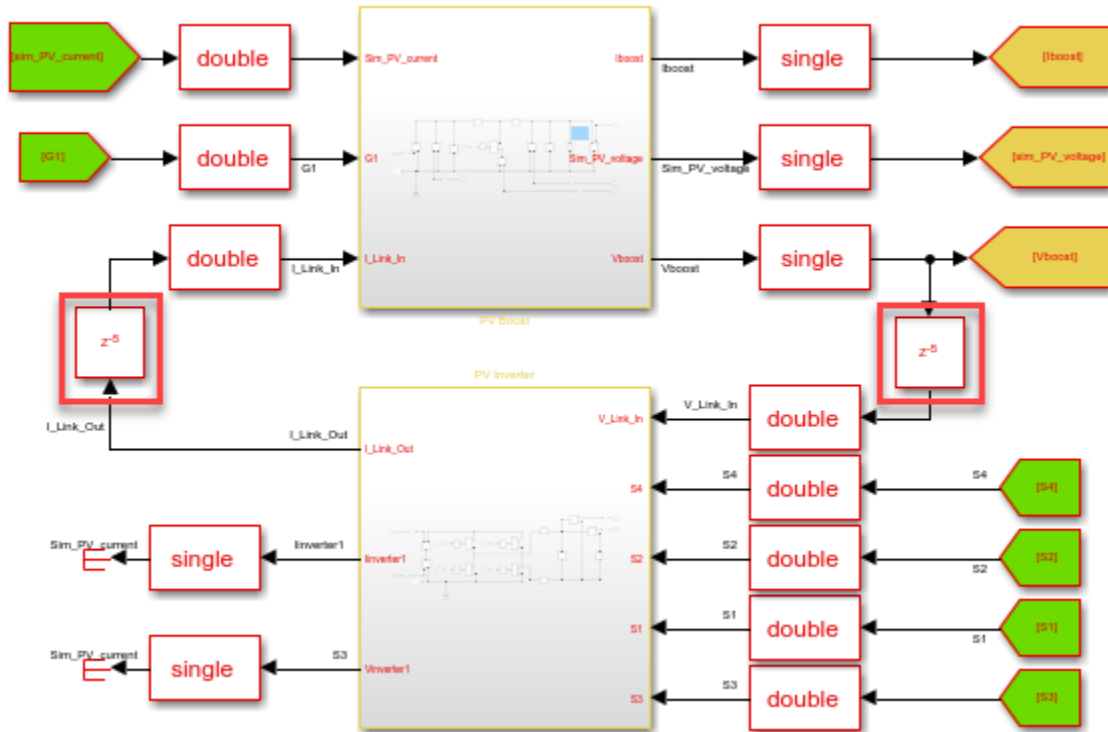 [sim_PV_current]
double
Sim_PV_current
Iboost
Iboost
single
[Iboost]
[G1]
double
G1
G1
Sim_PV_voltage
Sim_PV_voltage
single
[sim_PV_voltage]
double
I_Link_In
I_Link_In
Vboost
Vboost
single
[Vboost]
z-5
z-5
PV Boost
PV Inverter
I_Link_Out
I_Link_Out
I_Link_Out
V_Link_In
V_Link_In
double
S4
S4
double
S4
[S4]
Sim_PV_current
single
Iinverter1
Iinverter1
S2
S2
double
S2
[S2]
S1
S1
double
S1
[S1]
Sim_PV_current
single
S3
Vinverter1
S3
S3
double
[S3]